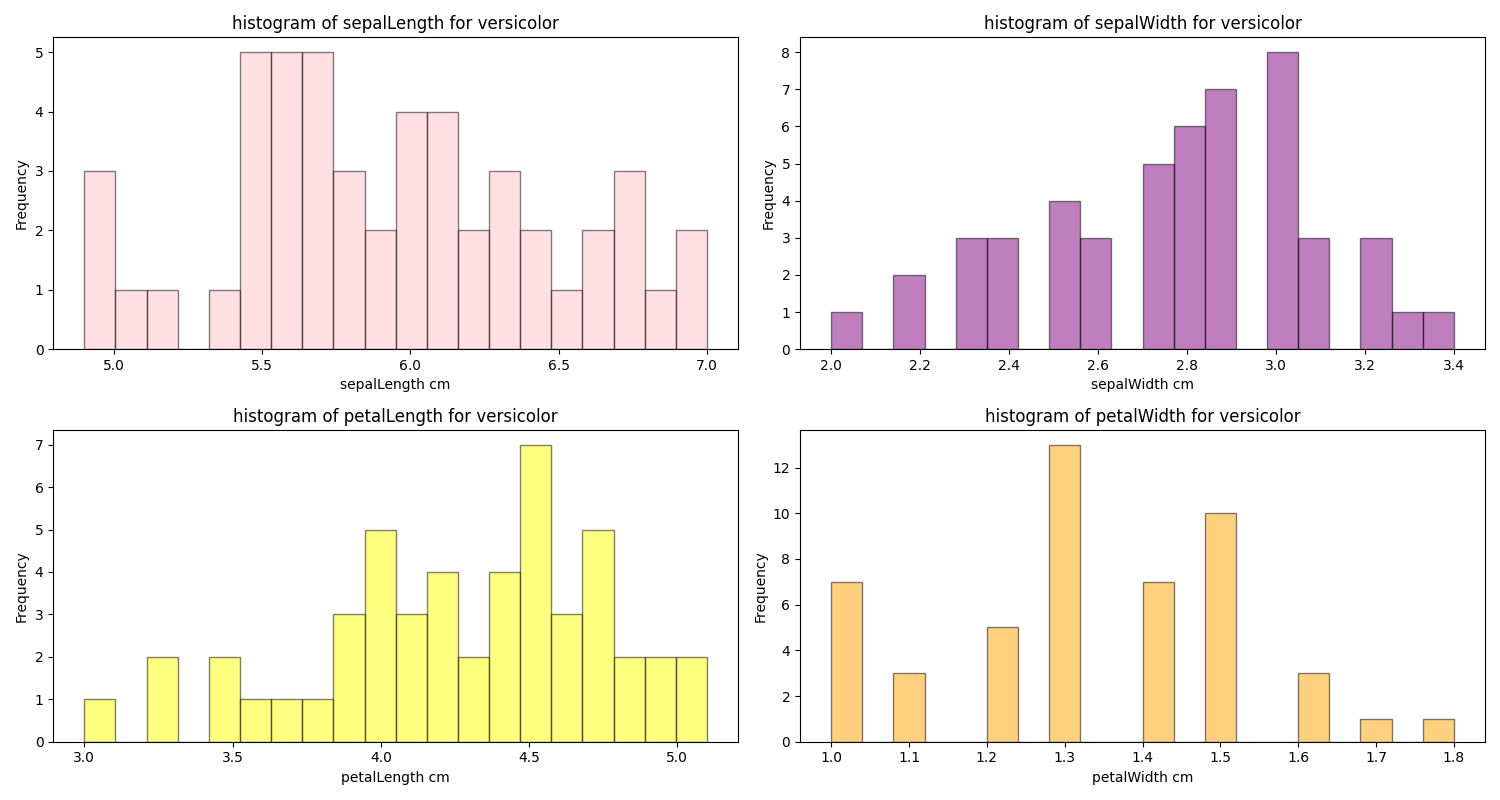 histogram of sepalLength for versicolor
5
4
3
2
1
0
Frequency
5.0 5.5 6.0 6.5 7.0
sepalLength cm
histogram of sepalWidth for versicolor
8
7
6
5
4
3
2
1
0
Frequency
2.0 2.2 2.4 2.6 2.8 3.0 3.2 3.4
sepalWidth cm
histogram of petalLength for versicolor
7
6
5
4
3
2
1
0
Frequency
3.0 3.5 4.0 4.5 5.0
petalLength cm
histogram of petalWidth for versicolor
12
10
8
6
4
2
0
Frequency
1.0 1.1 1.2 1.3 1.4 1.5 1.6 1.7 1.8
petalWidth cm